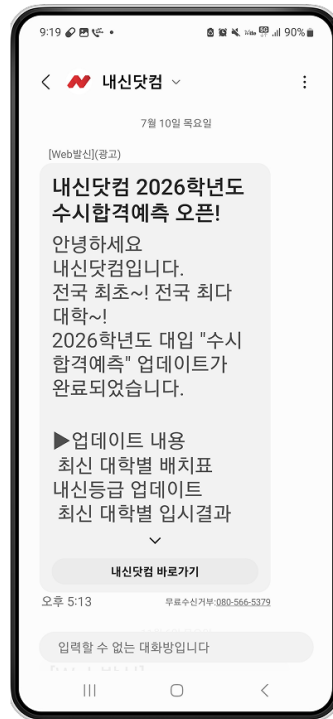 9:19
90%
내신닷컴
7월 10일 목요일
[Web발신](광고)
내신닷컴 2026학년도
수시합격예측 오픈!
안녕하세요
내신닷컴입니다.
전국 최초~! 전국 최다
대학~!
2026학년도 대입 "수시
합격예측" 업데이트가
완료되었습니다.
▶업데이트 내용
최신 대학별 배치표
내신등급 업데이트
최신 대학별 입시결과
내신닷컴 바로가기
오후 5:13
무료수신거부:080-566-5379
입력할 수 없는 대화방입니다